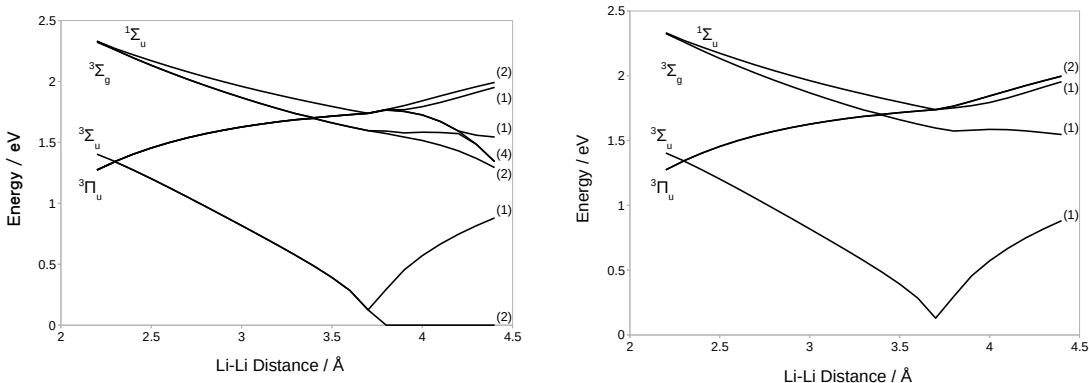 2.5
2
1.5
1
0.5
0
2
2.5
3
3.5
4
4.5
Energy / eV
Li-Li Distance / Å
¹Σu
³Σg
³Σu
³Πu
(2)
(1)
(1)
(4)
(2)
(1)
(2)
2.5
2
1.5
1
0.5
0
2
2.5
3
3.5
4
4.5
Energy / eV
Li-Li Distance / Å
¹Σu
³Σg
³Σu
³Πu
(2)
(1)
(1)
(1)